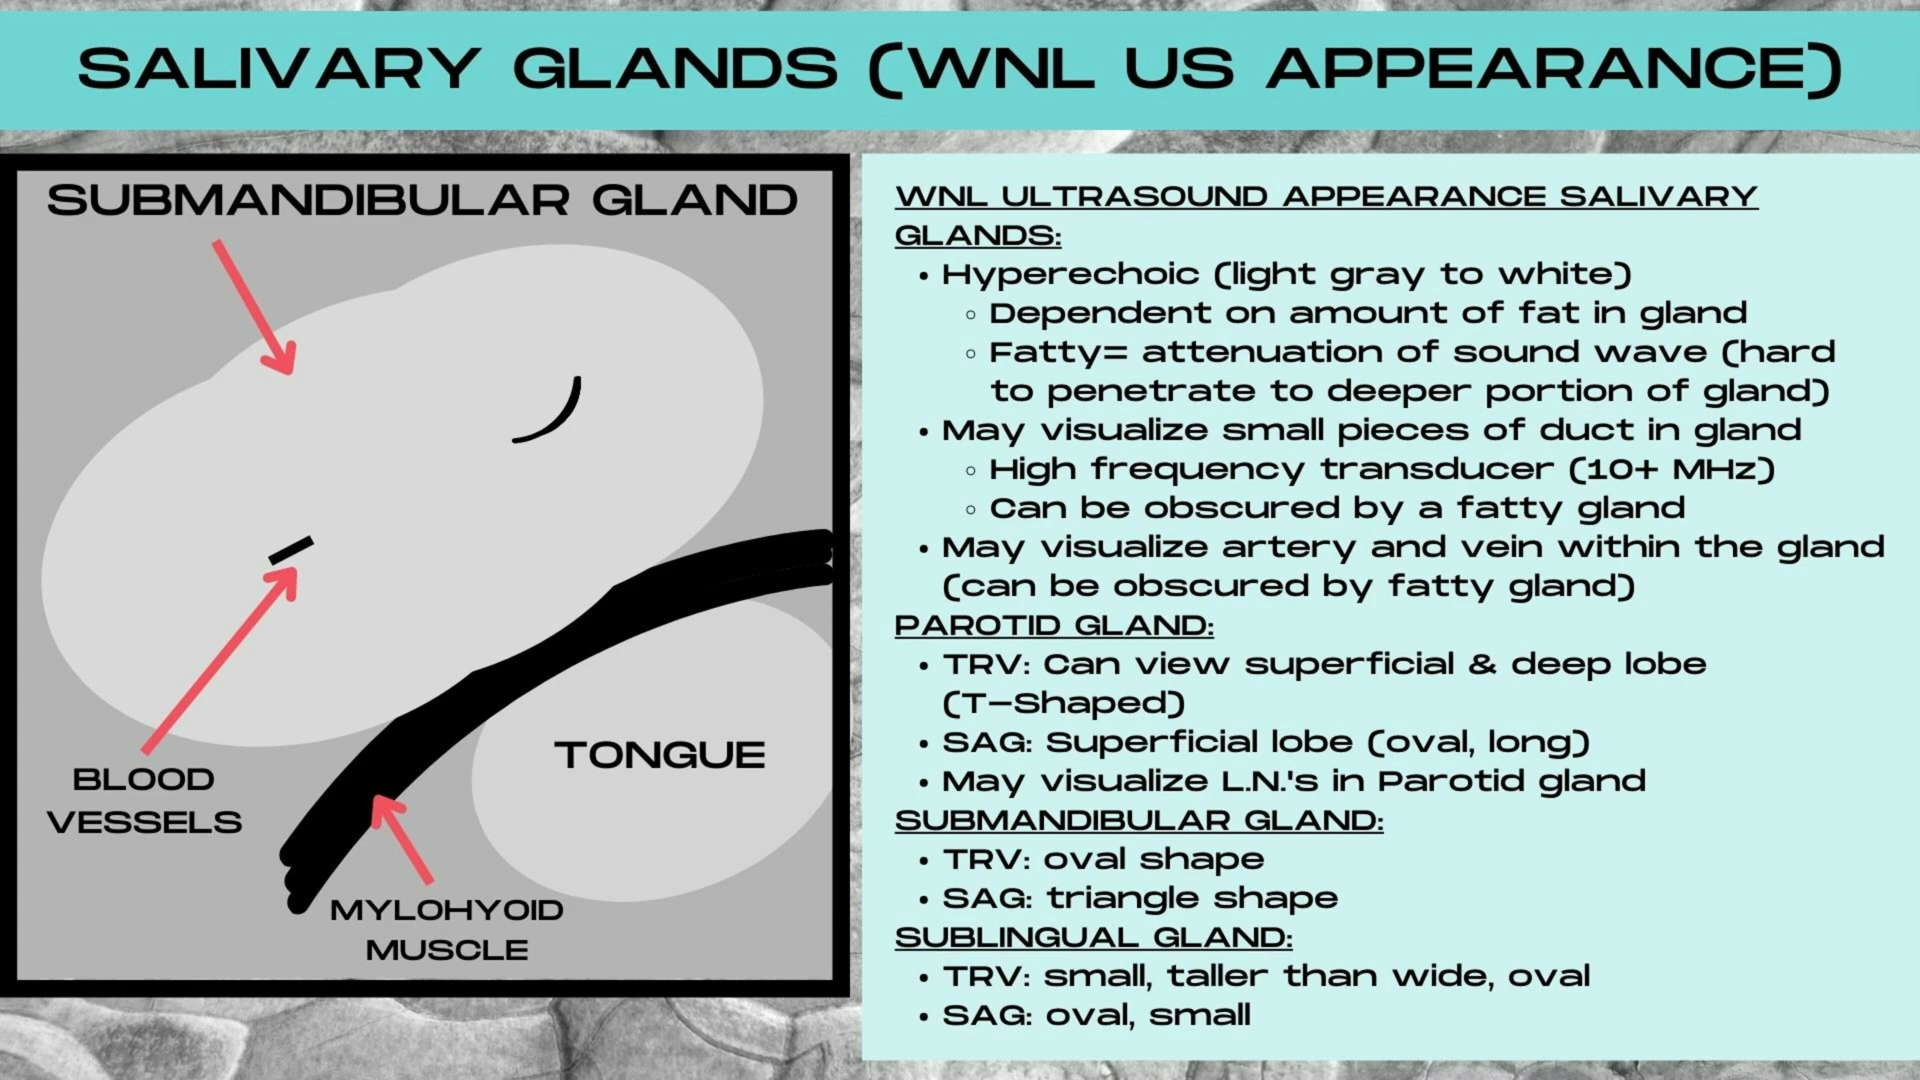 SALIVARY GLANDS (WNL US APPEARANCE)
SUBMANDIBULAR GLAND
BLOOD
VESSELS
TONGUE
MYLOHYOID
MUSCLE
WNL ULTRASOUND APPEARANCE SALIVARY
GLANDS:
• Hyperechoic (light gray to white)
◦ Dependent on amount of fat in gland
◦ Fatty= attenuation of sound wave (hard
to penetrate to deeper portion of gland)
• May visualize small pieces of duct in gland
◦ High frequency transducer (10+ MHz)
◦ Can be obscured by a fatty gland
• May visualize artery and vein within the gland
(can be obscured by fatty gland)
PAROTID GLAND:
• TRV: Can view superficial & deep lobe
(T-Shaped)
• SAG: Superficial lobe (oval, long)
• May visualize L.N.'s in Parotid gland
SUBMANDIBULAR GLAND:
• TRV: oval shape
• SAG: triangle shape
SUBLINGUAL GLAND:
• TRV: small, taller than wide, oval
• SAG: oval, small